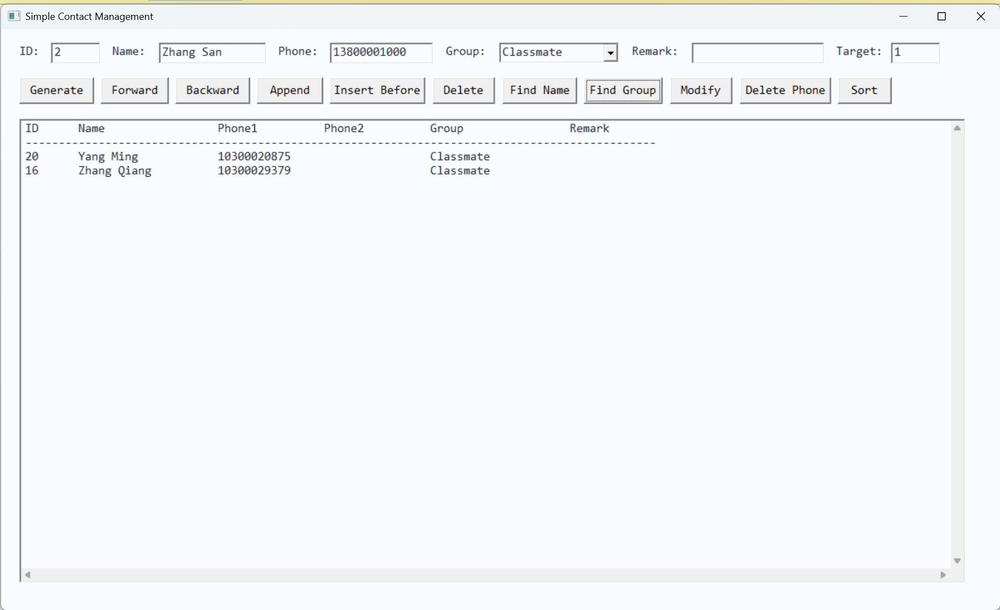 Simple Contact Management
ID: 2 Name: Zhang San Phone: 13800001000 Group: Classmate Remark: Target: 1
Generate Forward Backward Append Insert Before Delete Find Name Find Group Modify Delete Phone Sort
ID Name Phone1 Phone2 Group Remark
-----------------------------------------------------------------------------------------------
20 Yang Ming 10300020875 Classmate
16 Zhang Qiang 10300029379 Classmate